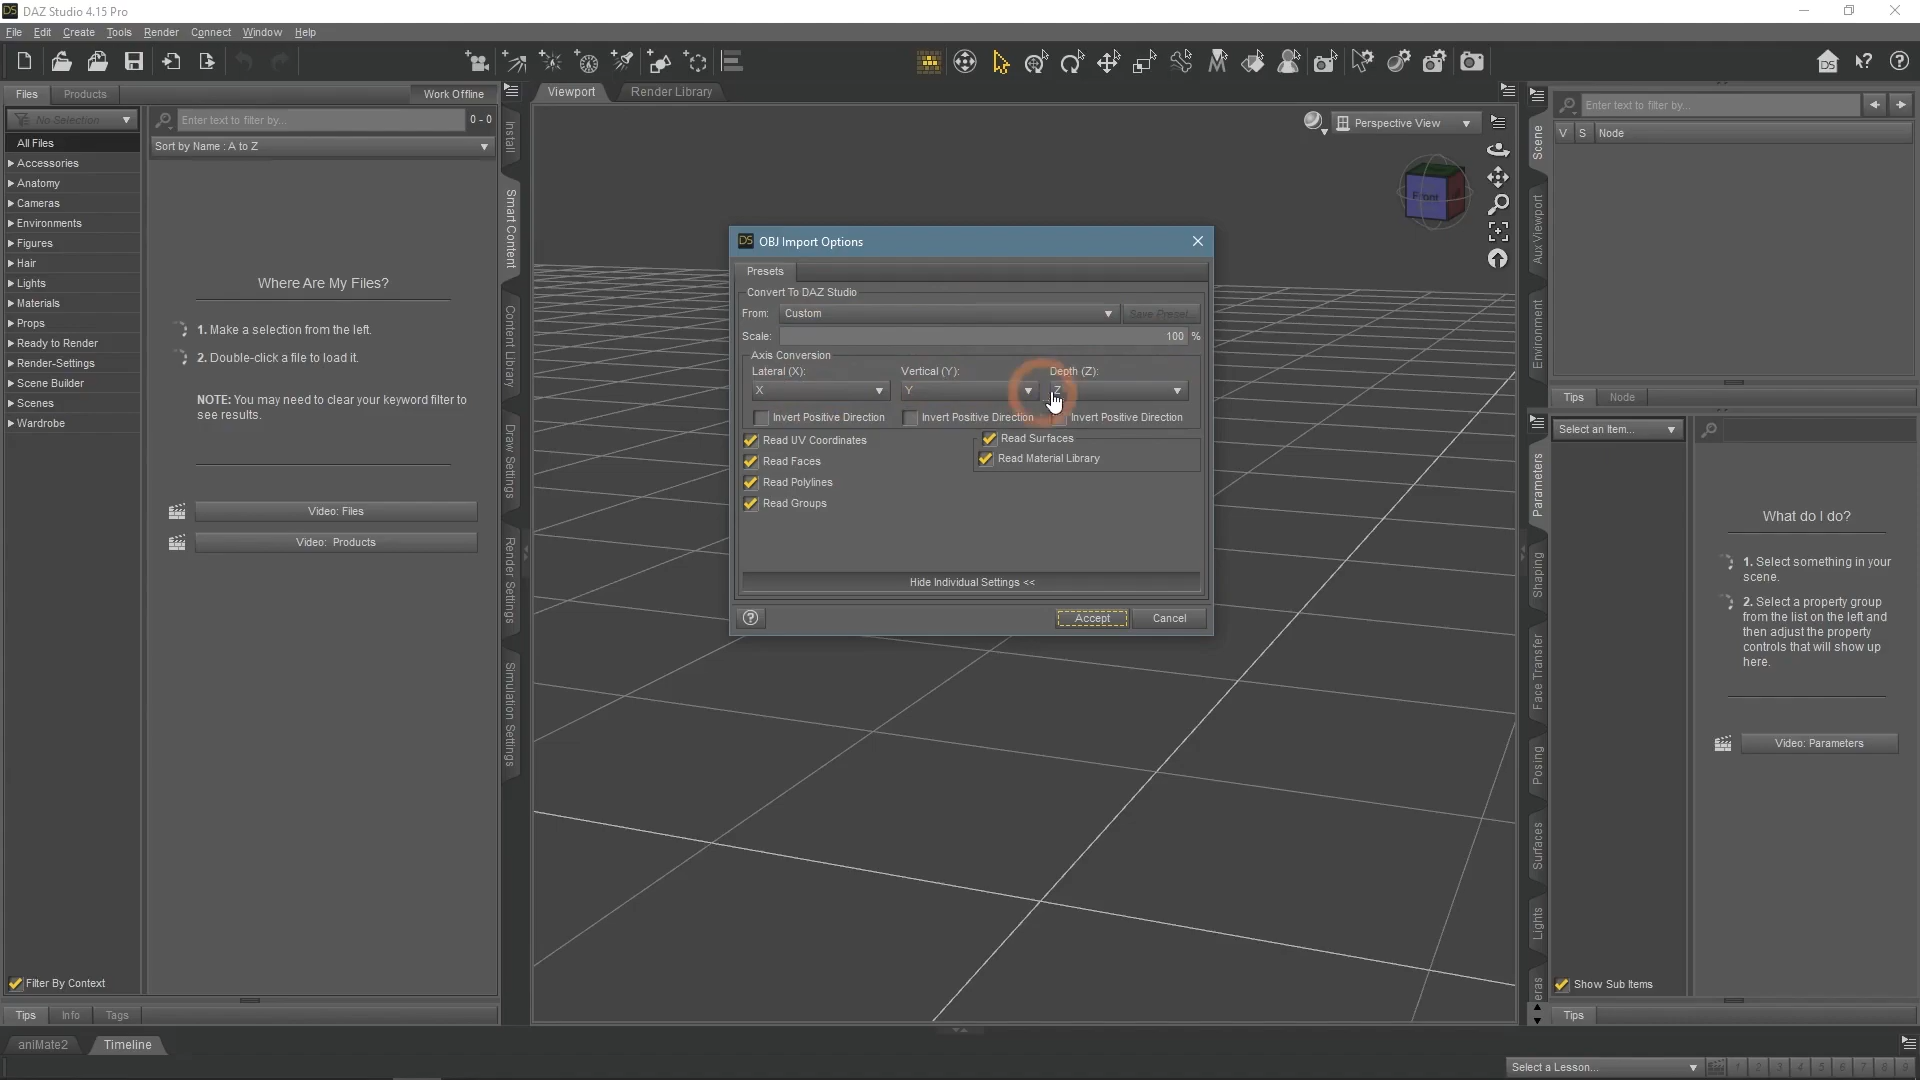 DAZ Studio 4.15 Pro
File Edit Create Tools Render Connect Window Help
Files Products Work Offline
No Selection
Enter text to filter by...
0 - 0
All Files
Sort by Name : A to Z
Accessories
Anatomy
Cameras
Environments
Figures
Hair
Lights
Materials
Props
Ready to Render
Render-Settings
Scene Builder
Scenes
Wardrobe
Where Are My Files?
1. Make a selection from the left.
2. Double-click a file to load it.
NOTE: You may need to clear your keyword filter to
see results.
Video: Files
Video: Products
Filter By Context
Tips Info Tags
Install
Smart Content
Content Library
Draw Settings
Render Settings
Simulation Settings
Viewport Render Library
Perspective View
Front
OBJ Import Options
Presets
Convert To DAZ Studio
From: Custom Save Preset...
Scale: 100 %
Axis Conversion
Lateral (X): Vertical (Y): Depth (Z):
X Y Z
Invert Positive Direction Invert Positive Direction Invert Positive Direction
Read UV Coordinates
Read Faces
Read Polylines
Read Groups
Read Surfaces
Read Material Library
Hide Individual Settings <<
Accept Cancel
Scene
Aux Viewport
Environment
Enter text to filter by...
V S Node
Tips Node
Parameters
Shaping
Face Transfer
Posing
Surfaces
Lights
eras
Select an Item...
What do I do?
1. Select something in your
scene.
2. Select a property group
from the list on the left and
then adjust the property
controls that will show up
here.
Video: Parameters
Show Sub Items
Tips
aniMate2 Timeline
Select a Lesson...
1 2 3 4 5 6 7 8 9